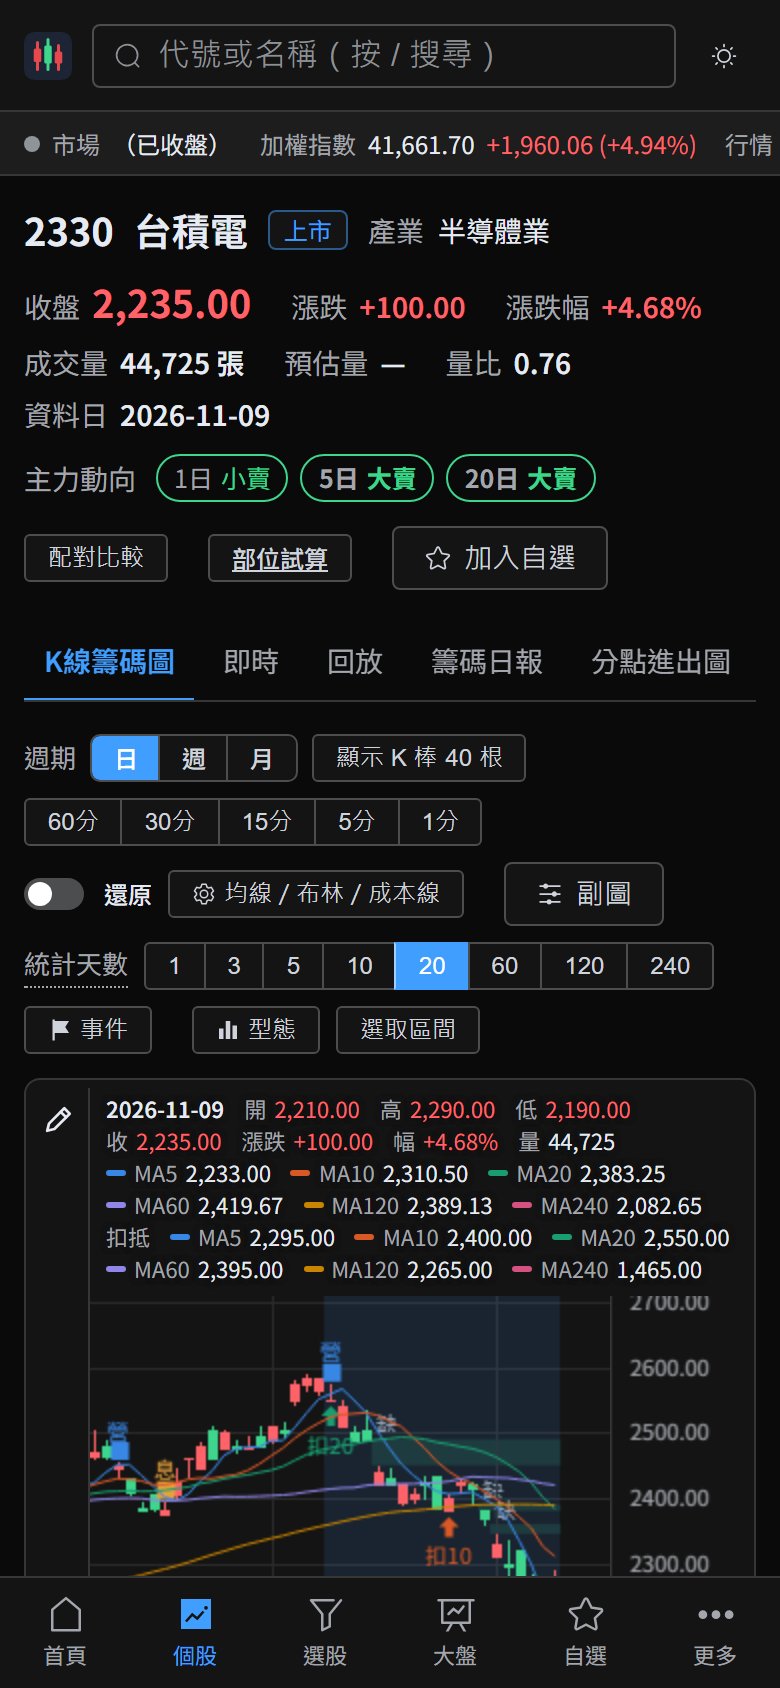 代號或名稱 ( 按 / 搜尋 )
市場 (已收盤) 加權指數 41,661.70 +1,960.06 (+4.94%) 行情
2330 台積電 上市 產業 半導體業
收盤 2,235.00 漲跌 +100.00 漲跌幅 +4.68%
成交量 44,725 張 預估量 — 量比 0.76
資料日 2026-11-09
主力動向 1日 小賣 5日 大賣 20日 大賣
配對比較 部位試算 加入自選
K線籌碼圖 即時 回放 籌碼日報 分點進出圖
週期 日 週 月 顯示 K 棒 40 根
60分 30分 15分 5分 1分
還原 均線 / 布林 / 成本線 副圖
統計天數 1 3 5 10 20 60 120 240
事件 型態 選取區間
2026-11-09 開 2,210.00 高 2,290.00 低 2,190.00
收 2,235.00 漲跌 +100.00 幅 +4.68% 量 44,725
MA5 2,233.00 MA10 2,310.50 MA20 2,383.25
MA60 2,419.67 MA120 2,389.13 MA240 2,082.65
扣抵 MA5 2,295.00 MA10 2,400.00 MA20 2,550.00
MA60 2,395.00 MA120 2,265.00 MA240 1,465.00
2700.00
營
2600.00
營
缺
2500.00
扣20
息
缺
2400.00
缺
扣10
2300.00
首頁 個股 選股 大盤 自選 更多